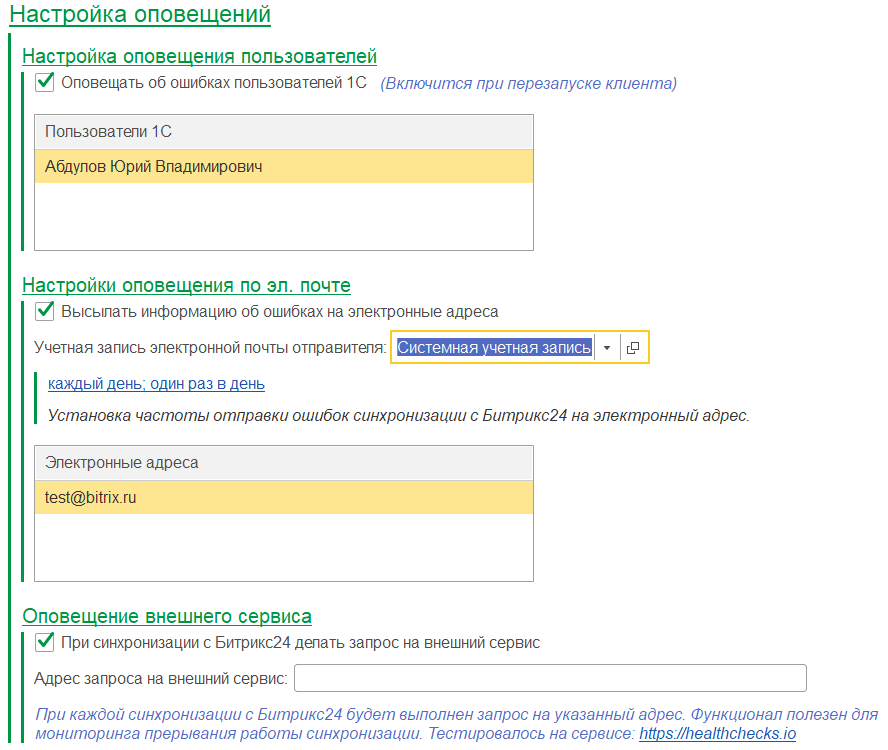 Настройка оповещений
Настройка оповещения пользователей
Оповещать об ошибках пользователей 1С (Включится при перезапуске клиента)
Пользователи 1С
Абдулов Юрий Владимирович
Настройки оповещения по эл. почте
Высылать информацию об ошибках на электронные адреса
Учетная запись электронной почты отправителя: Системная учетная запись
каждый день; один раз в день
Установка частоты отправки ошибок синхронизации с Битрикс24 на электронный адрес.
Электронные адреса
test@bitrix.ru
Оповещение внешнего сервиса
При синхронизации с Битрикс24 делать запрос на внешний сервис
Адрес запроса на внешний сервис:
При каждой синхронизации с Битрикс24 будет выполнен запрос на указанный адрес. Функционал полезен для
мониторинга прерывания работы синхронизации. Тестировалось на сервисе: https://healthchecks.io